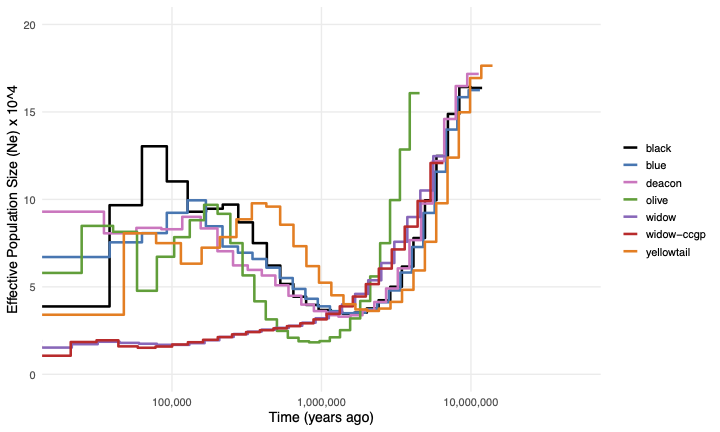 Effective Population Size (Ne) x 10^4
20
15
10
5
0
100,000
1,000,000
10,000,000
Time (years ago)
black
blue
deacon
olive
widow
widow-ccgp
yellowtail